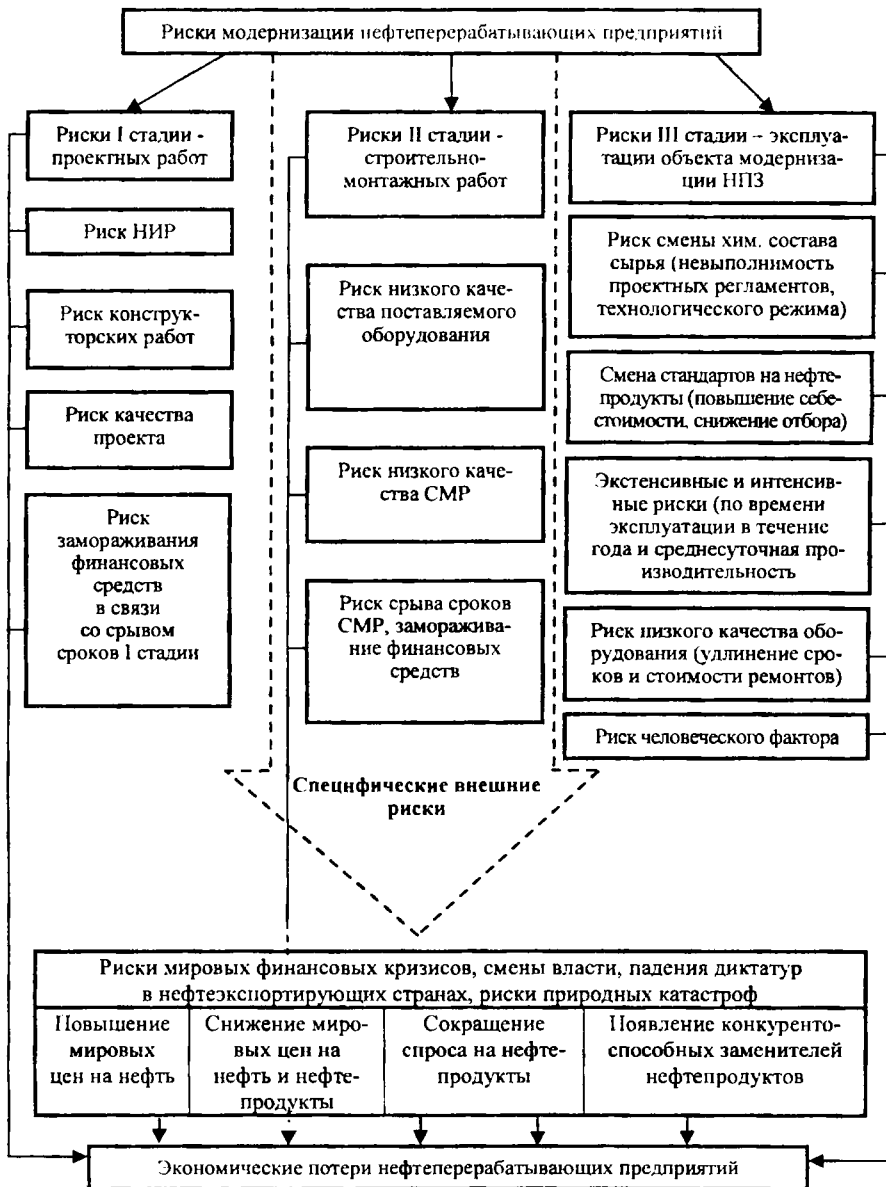 Риски модернизации нефтеперерабатывающих предприятий
Риски I стадии -
проектных работ
Риск НИР
Риск конструк-
торских работ
Риск качества
проекта
Риск
замораживания
финансовых
средств
в связи
со срывом
сроков I стадии
Риски II стадии -
строительно-
монтажных работ
Риск низкого каче-
ства поставляемого
оборудования
Риск низкого каче-
ства СМР
Риск срыва сроков
СМР, заморажива-
ние финансовых
средств
Риски III стадии – эксплуа-
тации объекта модерниза-
ции НПЗ
Риск смены хим. состава
сырья (невыполнимость
проектных регламентов,
технологического режима)
Смена стандартов на нефте-
продукты (повышение себе-
стоимости, снижение отбора)
Экстенсивные и интенсив-
ные риски (по времени
эксплуатации в течение
года и среднесуточная про-
изводительность
Риск низкого качества обо-
рудования (удлинение сро-
ков и стоимости ремонтов)
Риск человеческого фактора
Специфические внешние
риски
Риски мировых финансовых кризисов, смены власти, падения диктатур
в нефтеэкспортирующих странах, риски природных катастроф
Повышение
мировых
цен на нефть
Снижение миро-
вых цен на
нефть и нефте-
продукты
Сокращение
спроса на нефте-
продукты
Появление конкуренто-
способных заменителей
нефтепродуктов
Экономические потери нефтеперерабатывающих предприятий